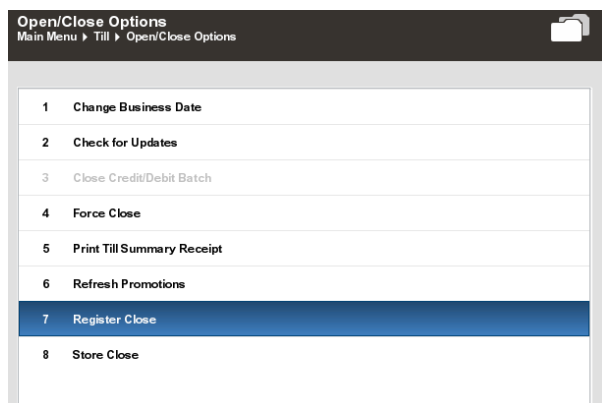 Open/Close Options
Main Menu ▸ Till ▸ Open/Close Options
1 Change Business Date
2 Check for Updates
3 Close Credit/Debit Batch
4 Force Close
5 Print Till Summary Receipt
6 Refresh Promotions
7 Register Close
8 Store Close